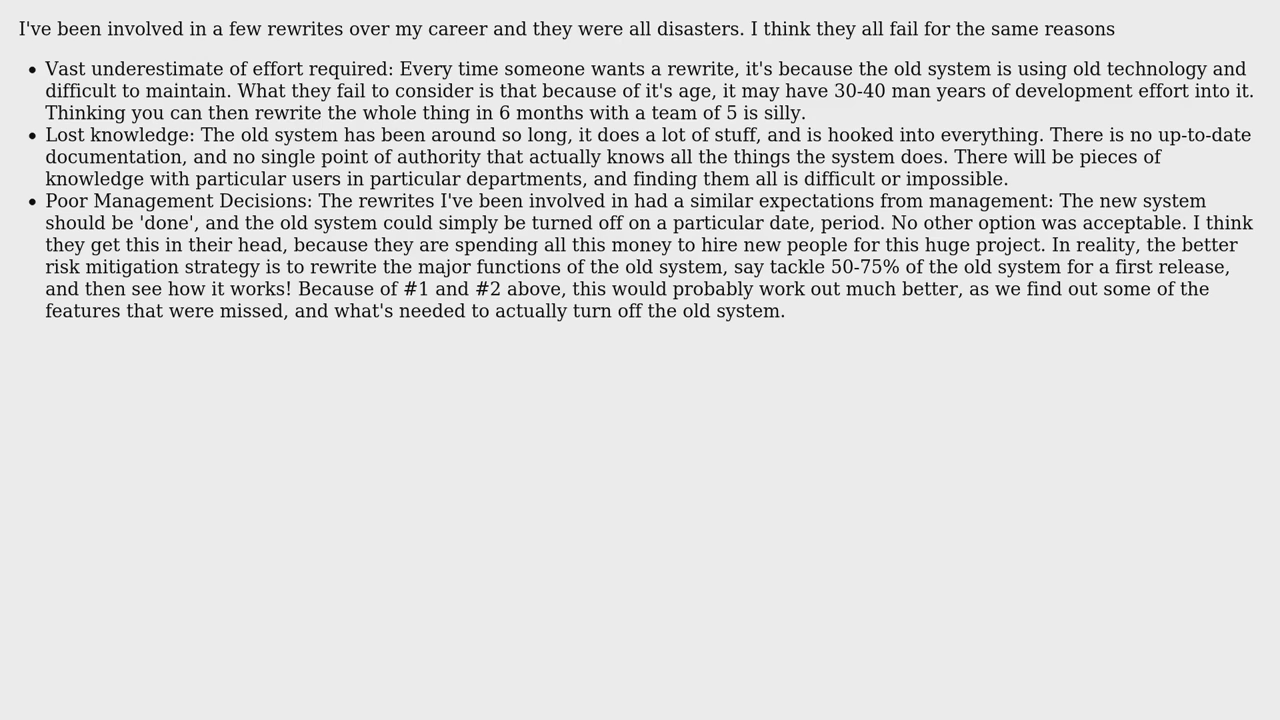 I've been involved in a few rewrites over my career and they were all disasters. I think they all fail for the same reasons
• Vast underestimate of effort required: Every time someone wants a rewrite, it's because the old system is using old technology and
difficult to maintain. What they fail to consider is that because of it's age, it may have 30-40 man years of development effort into it.
Thinking you can then rewrite the whole thing in 6 months with a team of 5 is silly.
• Lost knowledge: The old system has been around so long, it does a lot of stuff, and is hooked into everything. There is no up-to-date
documentation, and no single point of authority that actually knows all the things the system does. There will be pieces of
knowledge with particular users in particular departments, and finding them all is difficult or impossible.
• Poor Management Decisions: The rewrites I've been involved in had a similar expectations from management: The new system
should be 'done', and the old system could simply be turned off on a particular date, period. No other option was acceptable. I think
they get this in their head, because they are spending all this money to hire new people for this huge project. In reality, the better
risk mitigation strategy is to rewrite the major functions of the old system, say tackle 50-75% of the old system for a first release,
and then see how it works! Because of #1 and #2 above, this would probably work out much better, as we find out some of the
features that were missed, and what's needed to actually turn off the old system.